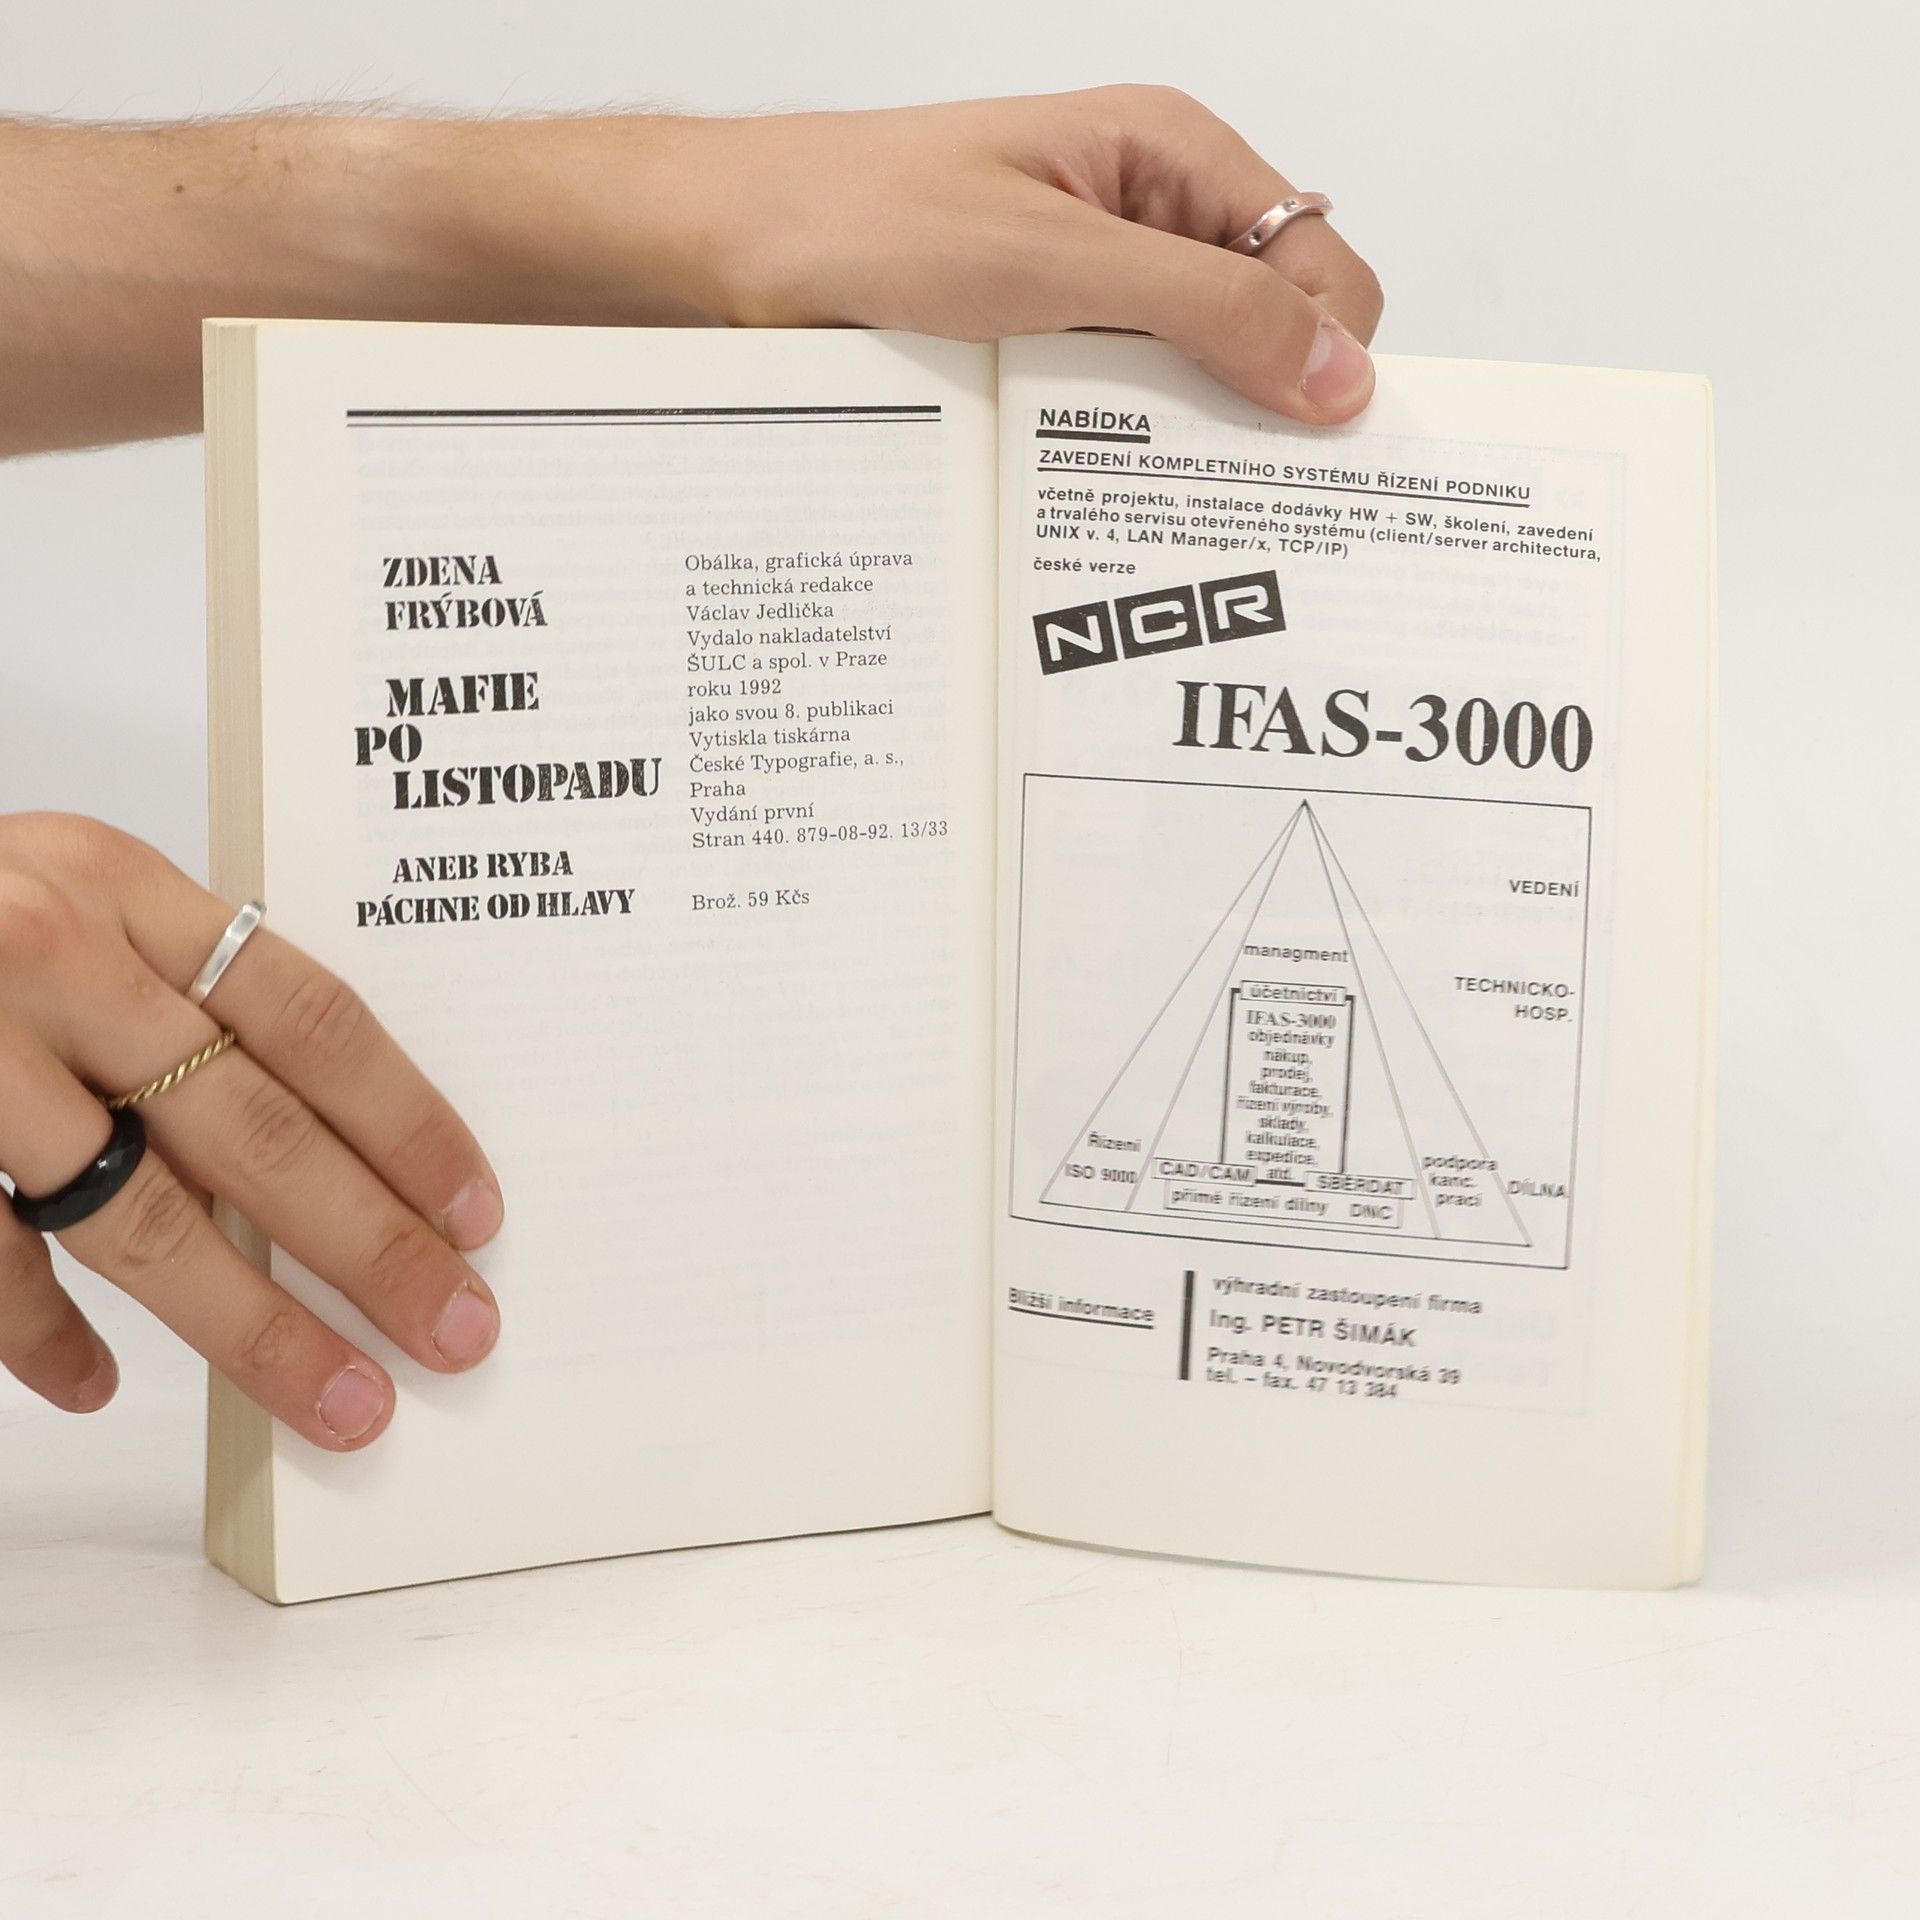 ZDENA
FRÝBOVÁ
MAFIE
PO
LISTOPADU
ANEB RYBA
PÁCHNE OD HLAVY
Obálka, grafická úprava
a technická redakce
Václav Jedlička
Vydalo nakladatelství
ŠULC a spol. v Praze
roku 1992
jako svou 8. publikaci
Vytiskla tiskárna
České Typografie, a. s.,
Praha
Vydání první
Stran 440. 879-08-92. 13/33
Brož. 59 Kčs
NABÍDKA
ZAVEDENÍ KOMPLETNÍHO SYSTÉMU ŘÍZENÍ PODNIKU
včetně projektu, instalace dodávky HW + SW, školení, zavedení
a trvalého servisu otevřeného systému (client/server architectura,
UNIX v. 4, LAN Manager/x, TCP/IP)
české verze
NCR
IFAS-3000
VEDENÍ
managment
TECHNICKO-
HOSP.
účetnictví
IFAS-3000
objednávky
nákup,
prodej,
fakturace,
řízení výroby,
sklady,
kalkulace,
expedice,
atd.
Řízení
ISO 9000
CAD/CAM
SBĚRDAT
přímé řízení dílny DNC
podpora
kanc.
prací
DÍLNA
Bližší informace
výhradní zastoupení firma
Ing. PETR ŠIMÁK
Praha 4, Novodvorská 39
tel. – fax. 47 13 384